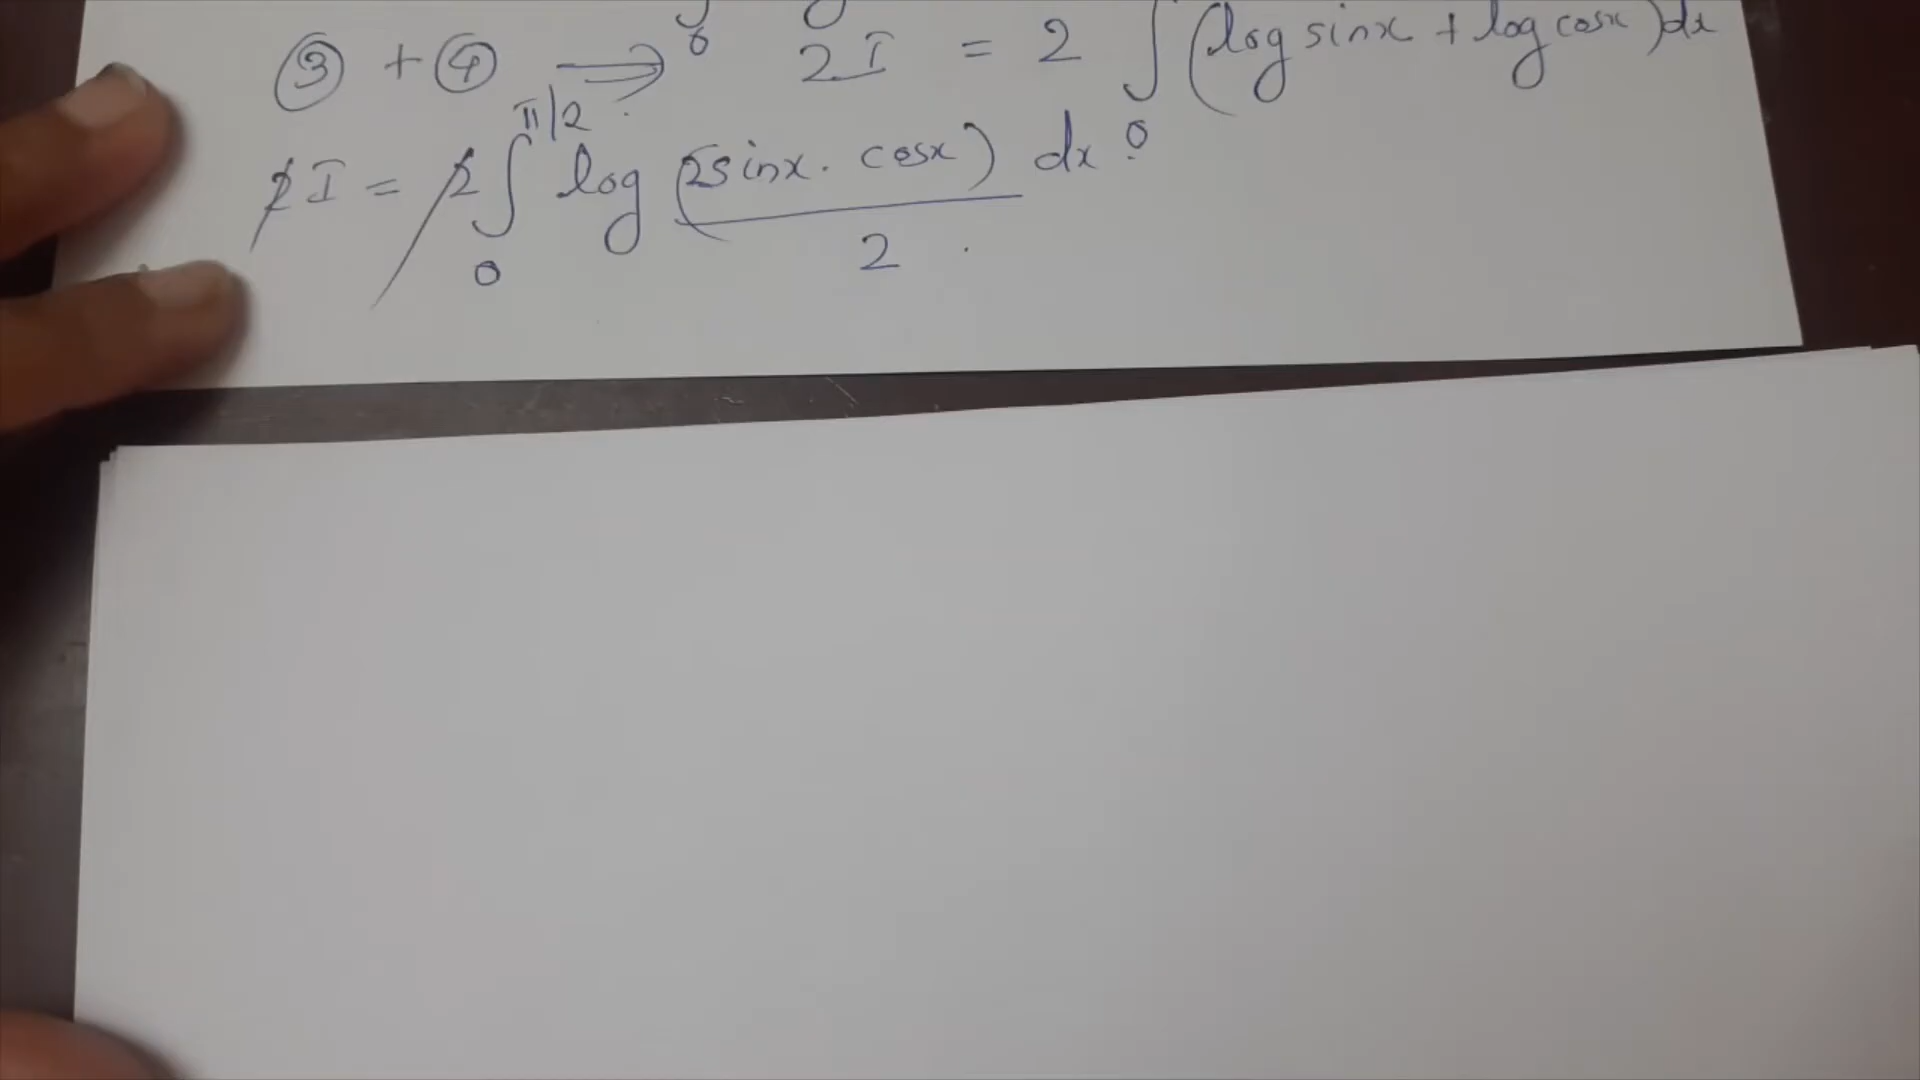 ③ + ④ ⟹ 2I = 2 ∫₀ (log sinx + log cosx) dx
2I = 2 ∫₀^{π/2} log (2sinx . cosx)/2 dx